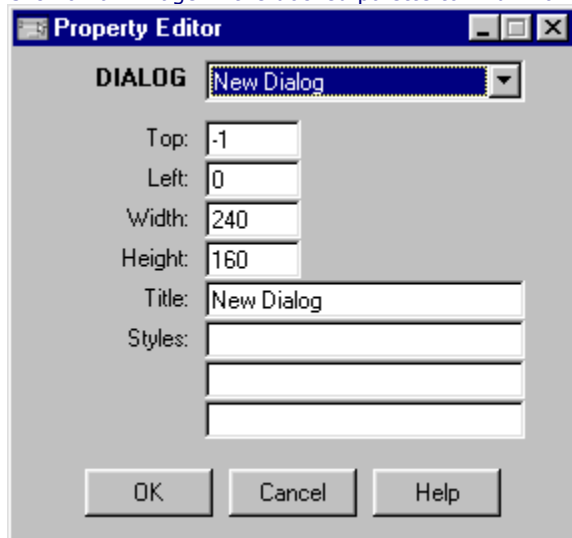 Property Editor
DIALOG New Dialog
Top: -1
Left: 0
Width: 240
Height: 160
Title: New Dialog
Styles:
OK Cancel Help